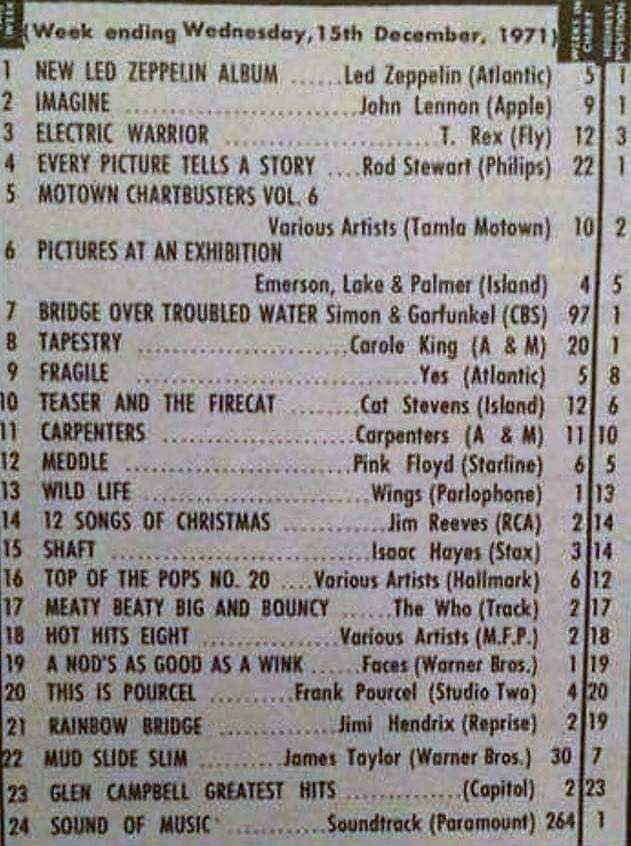 WEEK
(Week ending Wednesday, 15th December, 1971)
WEEKS IN CHART
HIGHEST POSITION
1 NEW LED ZEPPELIN ALBUM ......Led Zeppelin (Atlantic) 5 1
2 IMAGINE ............................John Lennon (Apple) 9 1
3 ELECTRIC WARRIOR ........................T. Rex (Fly) 12 3
4 EVERY PICTURE TELLS A STORY ....Rod Stewart (Philips) 22 1
5 MOTOWN CHARTBUSTERS VOL. 6
Various Artists (Tamla Motown) 10 2
6 PICTURES AT AN EXHIBITION
Emerson, Lake & Palmer (Island) 4 5
7 BRIDGE OVER TROUBLED WATER Simon & Garfunkel (CBS) 97 1
8 TAPESTRY .......................Carole King (A & M) 20 1
9 FRAGILE ..............................Yes (Atlantic) 5 8
10 TEASER AND THE FIRECAT ........Cat Stevens (Island) 12 6
11 CARPENTERS .....................Carpenters (A & M) 11 10
12 MEDDLE .........................Pink Floyd (Starline) 6 5
13 WILD LIFE ........................Wings (Parlophone) 1 13
14 12 SONGS OF CHRISTMAS ............Jim Reeves (RCA) 2 14
15 SHAFT ...........................Isaac Hayes (Stax) 3 14
16 TOP OF THE POPS NO. 20 ....Various Artists (Hallmark) 6 12
17 MEATY BEATY BIG AND BOUNCY ......The Who (Track) 2 17
18 HOT HITS EIGHT ..............Various Artists (M.F.P.) 2 18
19 A NOD'S AS GOOD AS A WINK ......Faces (Warner Bros.) 1 19
20 THIS IS POURCEL ..........Frank Pourcel (Studio Two) 4 20
21 RAINBOW BRIDGE .............Jimi Hendrix (Reprise) 2 19
22 MUD SLIDE SLIM ..........James Taylor (Warner Bros.) 30 7
23 GLEN CAMPBELL GREATEST HITS ..............(Capitol) 2 23
24 SOUND OF MUSIC ............Soundtrack (Paramount) 264 1